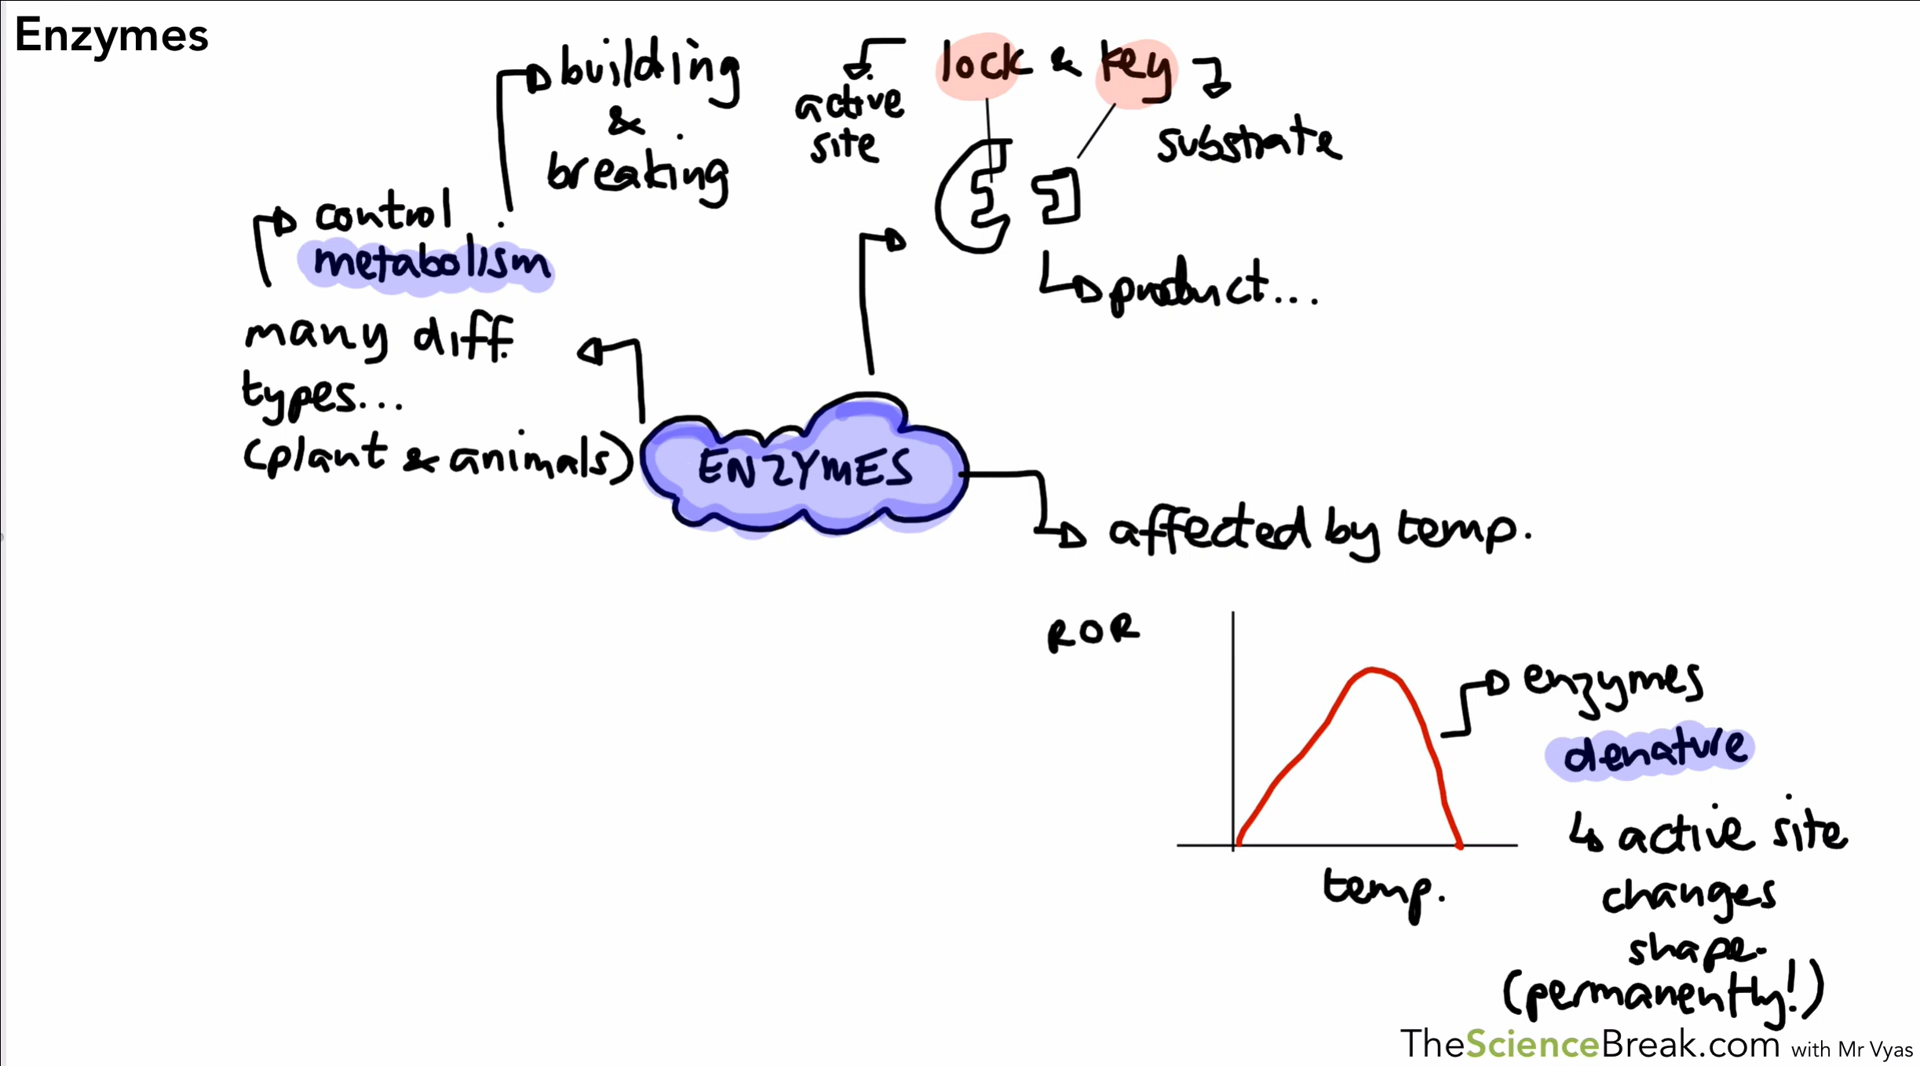 Enzymes
building
&
breaking
control
metabolism
many diff.
types...
(plant & animals)
lock & key
active
site
substrate
product...
ENZYMES
affected by temp.
ROR
temp.
enzymes
denature
active site
changes
shape
(permanently!)
TheScienceBreak.com with Mr Vyas